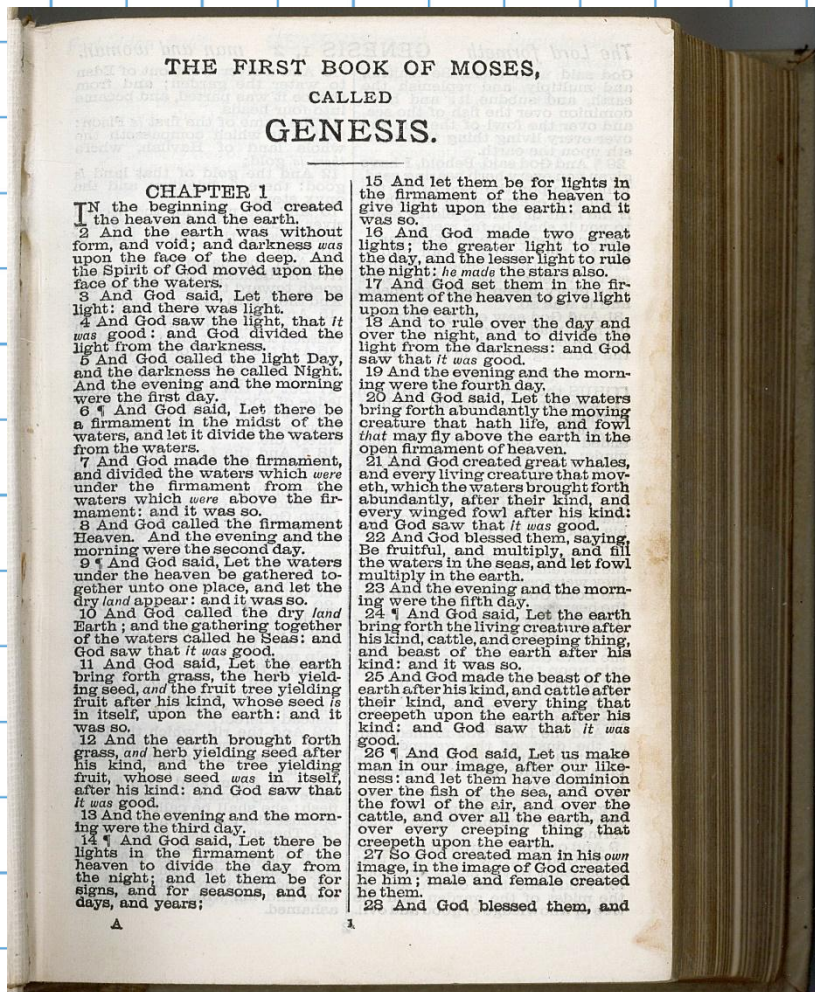 THE FIRST BOOK OF MOSES,
CALLED
GENESIS.
CHAPTER 1
IN the beginning God created
the heaven and the earth.
2 And the earth was without
form, and void; and darkness was
upon the face of the deep. And
the Spirit of God moved upon the
face of the waters.
3 And God said, Let there be
light: and there was light.
4 And God saw the light, that it
was good: and God divided the
light from the darkness.
5 And God called the light Day,
and the darkness he called Night.
And the evening and the morning
were the first day.
6 ¶ And God said, Let there be
a firmament in the midst of the
waters, and let it divide the waters
from the waters.
7 And God made the firmament,
and divided the waters which were
under the firmament from the
waters which were above the fir-
mament: and it was so.
8 And God called the firmament
Heaven. And the evening and the
morning were the second day.
9 ¶ And God said, Let the waters
under the heaven be gathered to-
gether unto one place, and let the
dry land appear: and it was so.
10 And God called the dry land
Earth; and the gathering together
of the waters called he Seas: and
God saw that it was good.
11 And God said, Let the earth
bring forth grass, the herb yield-
ing seed, and the fruit tree yielding
fruit after his kind, whose seed is
in itself, upon the earth: and it
was so.
12 And the earth brought forth
grass, and herb yielding seed after
his kind, and the tree yielding
fruit, whose seed was in itself,
after his kind: and God saw that
it was good.
13 And the evening and the morn-
ing were the third day.
14 ¶ And God said, Let there be
lights in the firmament of the
heaven to divide the day from
the night; and let them be for
signs, and for seasons, and for
days, and years;
15 And let them be for lights in
the firmament of the heaven to
give light upon the earth: and it
was so.
16 And God made two great
lights; the greater light to rule
the day, and the lesser light to rule
the night: he made the stars also.
17 And God set them in the fir-
mament of the heaven to give light
upon the earth,
18 And to rule over the day and
over the night, and to divide the
light from the darkness: and God
saw that it was good.
19 And the evening and the morn-
ing were the fourth day.
20 And God said, Let the waters
bring forth abundantly the moving
creature that hath life, and fowl
that may fly above the earth in the
open firmament of heaven.
21 And God created great whales,
and every living creature that mov-
eth, which the waters brought forth
abundantly, after their kind, and
every winged fowl after his kind:
and God saw that it was good.
22 And God blessed them, saying,
Be fruitful, and multiply, and fill
the waters in the seas, and let fowl
multiply in the earth.
23 And the evening and the morn-
ing were the fifth day.
24 ¶ And God said, Let the earth
bring forth the living creature after
his kind, cattle, and creeping thing,
and beast of the earth after his
kind: and it was so.
25 And God made the beast of the
earth after his kind, and cattle after
their kind, and every thing that
creepeth upon the earth after his
kind: and God saw that it was
good.
26 ¶ And God said, Let us make
man in our image, after our like-
ness: and let them have dominion
over the fish of the sea, and over
the fowl of the air, and over the
cattle, and over all the earth, and
over every creeping thing that
creepeth upon the earth.
27 So God created man in his own
image, in the image of God created
he him; male and female created
he them.
28 And God blessed them, and
A
1